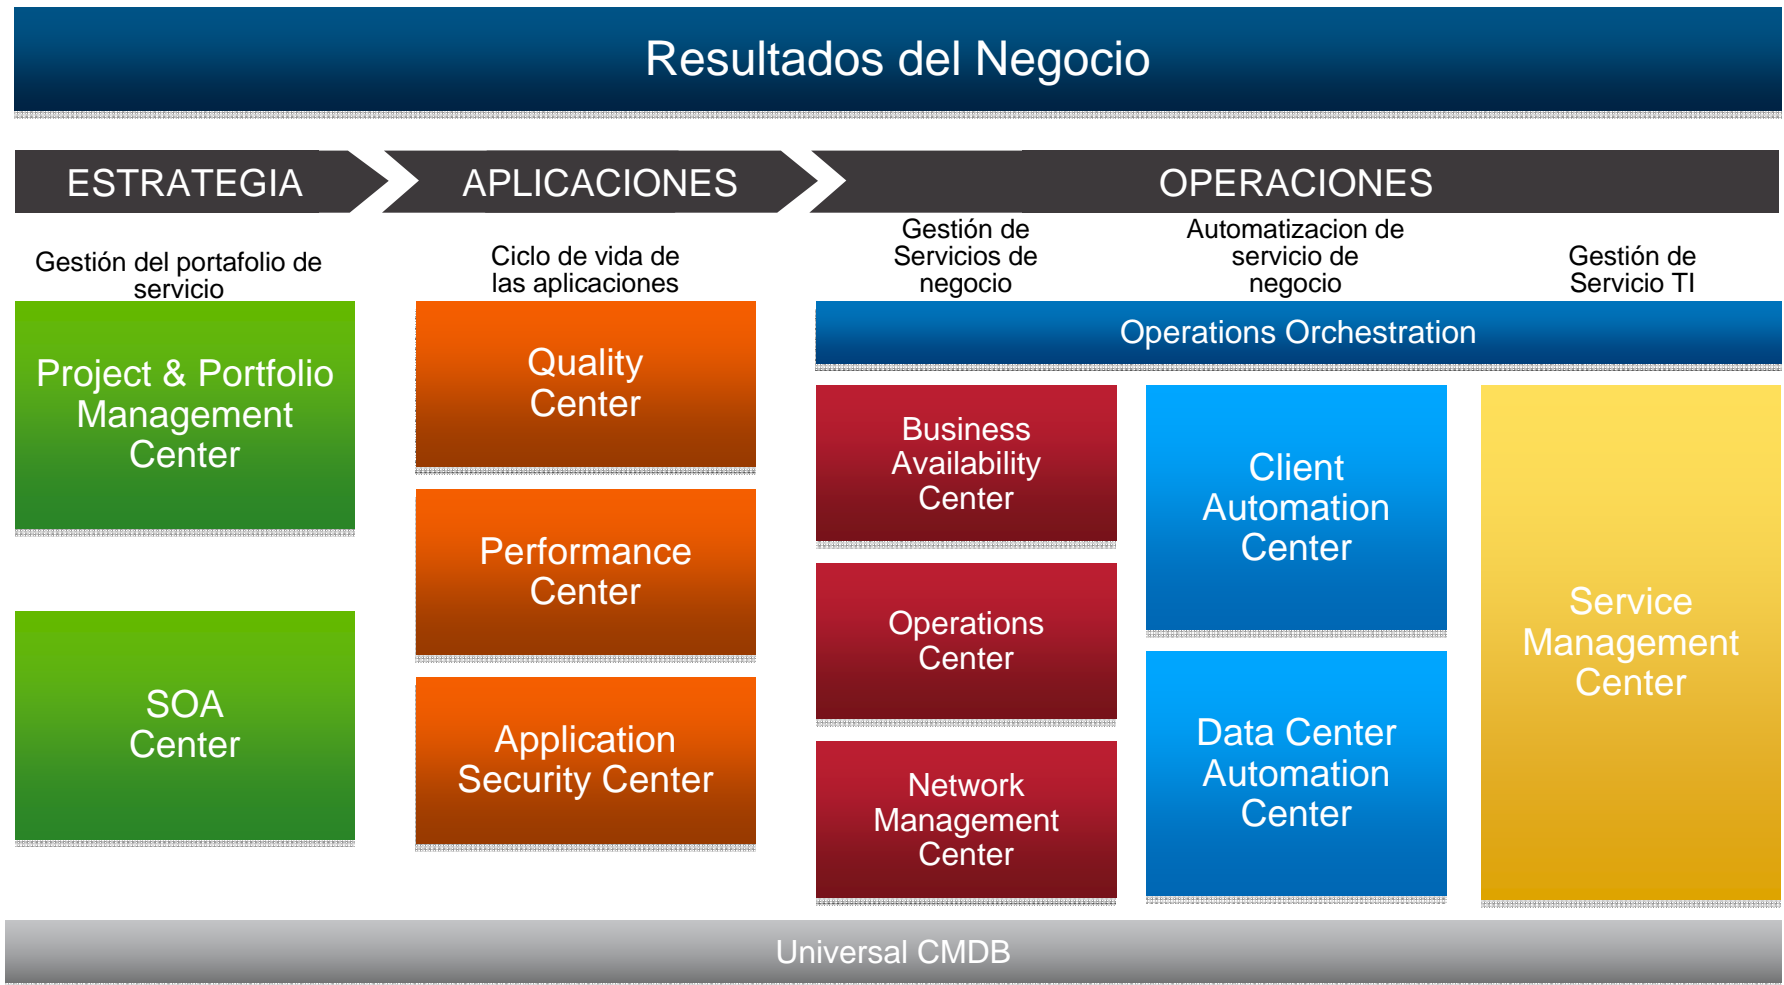 Resultados del Negocio
ESTRATEGIA
APLICACIONES
OPERACIONES
Gestión del portafolio de
servicio
Ciclo de vida de
las aplicaciones
Gestión de
Servicios de
negocio
Automatizacion de
servicio de
negocio
Gestión de
Servicio TI
Project & Portfolio
Management
Center
SOA
Center
Quality
Center
Performance
Center
Application
Security Center
Operations Orchestration
Business
Availability
Center
Operations
Center
Network
Management
Center
Client
Automation
Center
Data Center
Automation
Center
Service
Management
Center
Universal CMDB